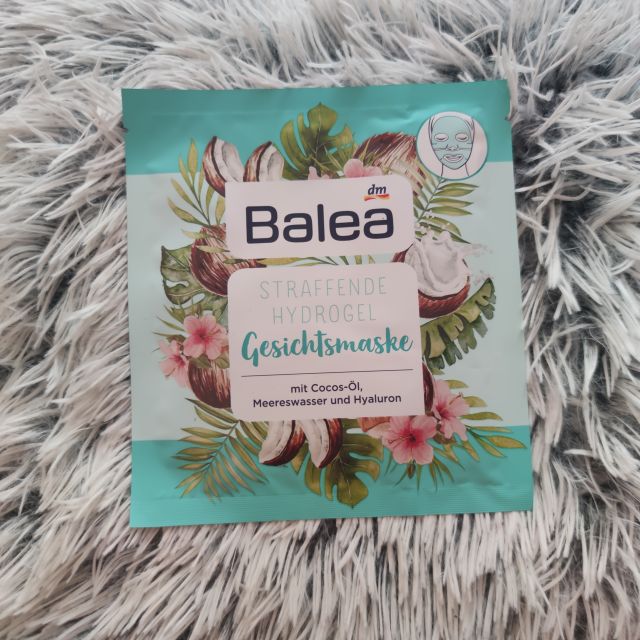 dm
Balea
STRAFFENDE
HYDROGEL
Gesichtsmaske
mit Cocos-Öl,
Meereswasser und Hyaluron